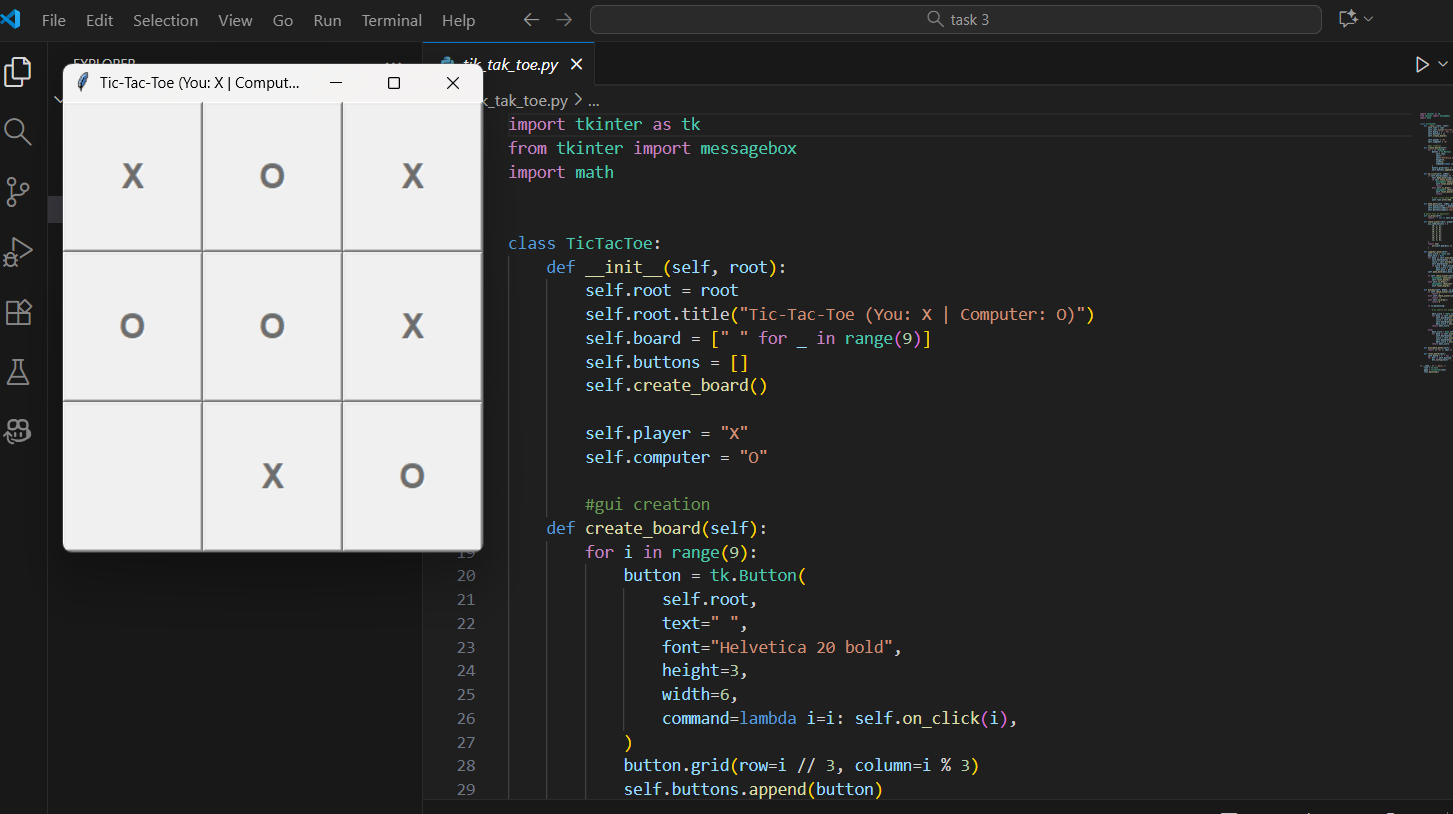 File Edit Selection View Go Run Terminal Help
task 3
Tic-Tac-Toe (You: X | Comput...
X O X
O O X
X O
tik_tak_toe.py
k_tak_toe.py > ...
import tkinter as tk
from tkinter import messagebox
import math
class TicTacToe:
def __init__(self, root):
self.root = root
self.root.title("Tic-Tac-Toe (You: X | Computer: O)")
self.board = [" " for _ in range(9)]
self.buttons = []
self.create_board()
self.player = "X"
self.computer = "O"
#gui creation
def create_board(self):
19 for i in range(9):
20 button = tk.Button(
21 self.root,
22 text=" ",
23 font="Helvetica 20 bold",
24 height=3,
25 width=6,
26 command=lambda i=i: self.on_click(i),
27 )
28 button.grid(row=i // 3, column=i % 3)
29 self.buttons.append(button)